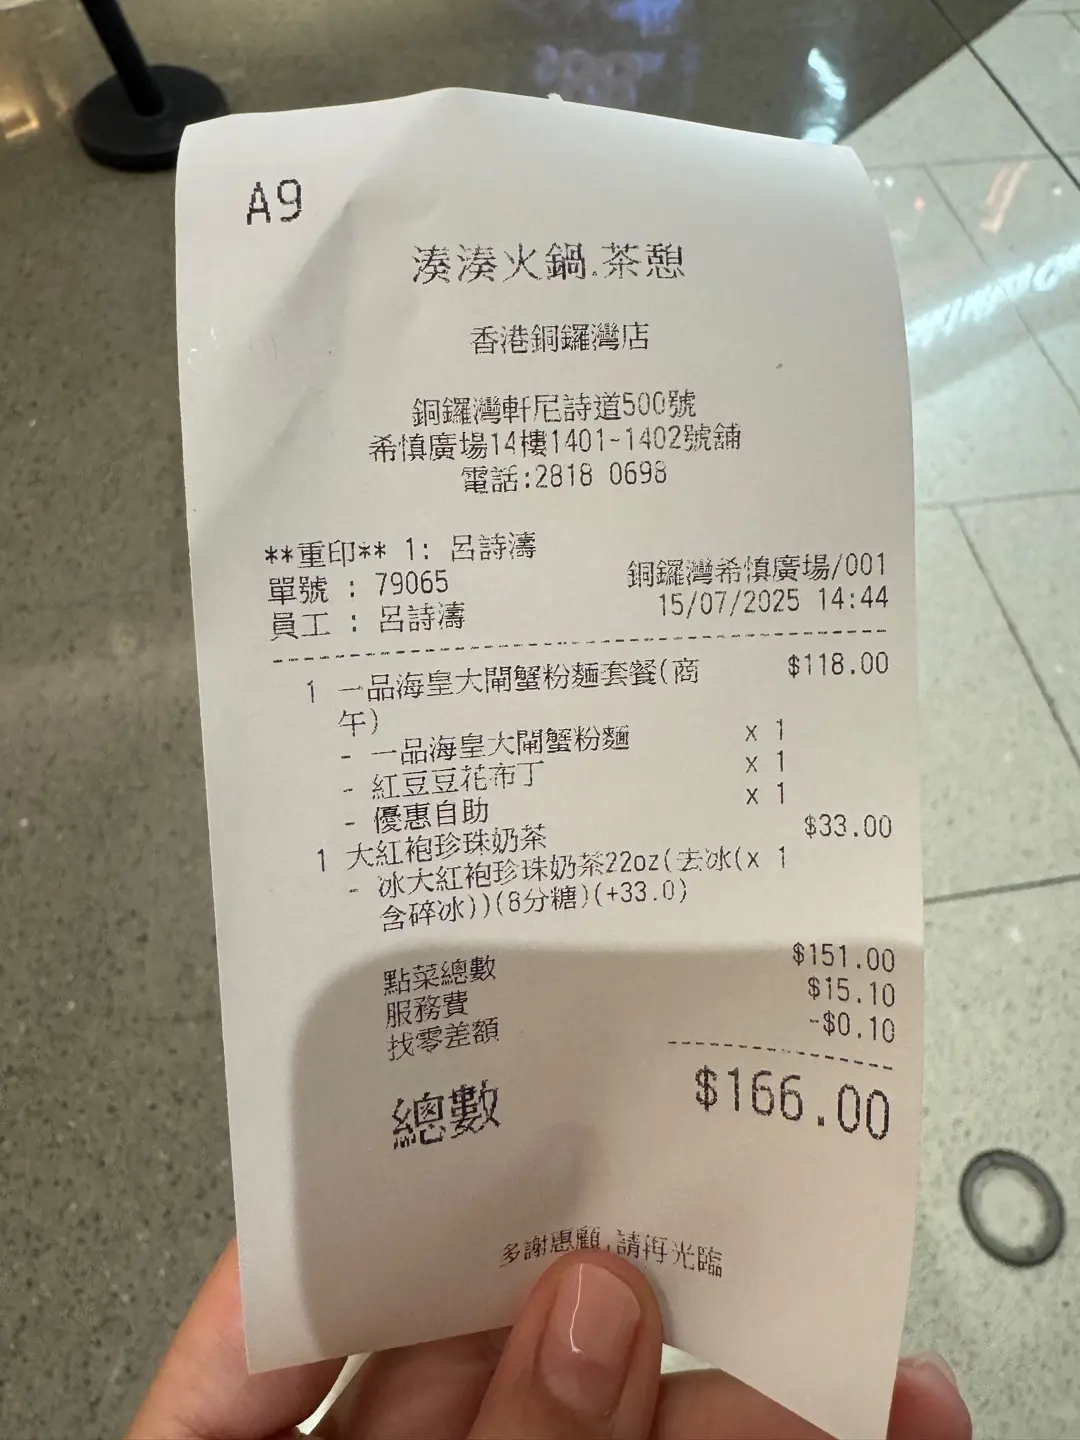 A9
湊湊火鍋.茶憩
香港銅鑼灣店
銅鑼灣軒尼詩道500號
希慎廣場14樓1401-1402號舖
電話:2818 0698
**重印** 1: 呂詩濤
單號 : 79065
銅鑼灣希慎廣場/001
員工 : 呂詩濤
15/07/2025 14:44
1 一品海皇大閘蟹粉麵套餐(商 $118.00
午)
- 一品海皇大閘蟹粉麵 x 1
- 紅豆豆花布丁 x 1
- 優惠自助 x 1
1 大紅袍珍珠奶茶 $33.00
- 冰大紅袍珍珠奶茶22oz(去冰( x 1
含碎冰))(8分糖)(+33.0)
點菜總數 $151.00
服務費 $15.10
找零差額 -$0.10
總數 $166.00
多謝惠顧,請再光臨